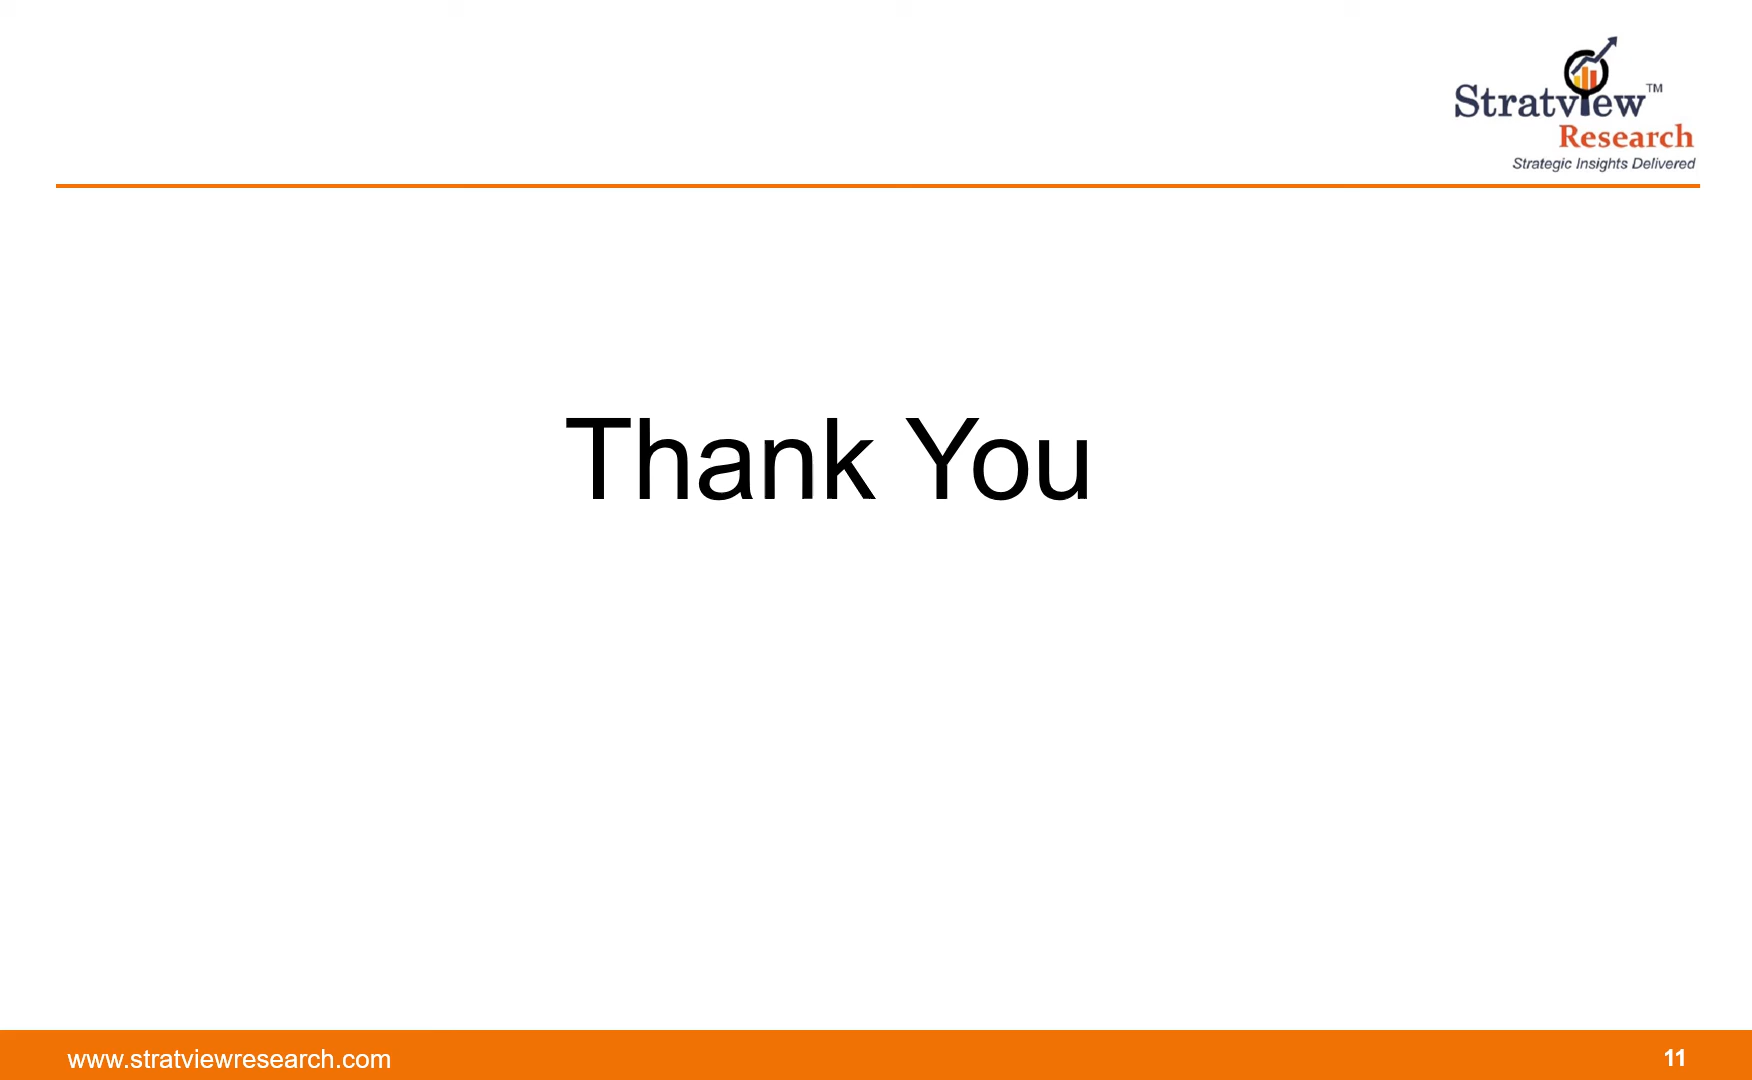 Stratview™
Research
Strategic Insights Delivered
Thank You
www.stratviewresearch.com
11